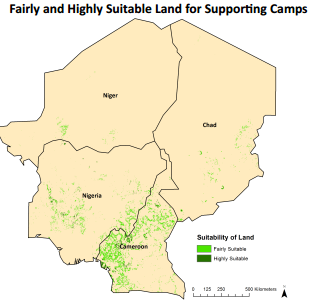 Fairly and Highly Suitable Land for Supporting Camps
Niger
Chad
Nigeria
Cameroon
Suitability of Land
Fairly Suitable
Highly Suitable
0 125 250 500 Kilometers
N